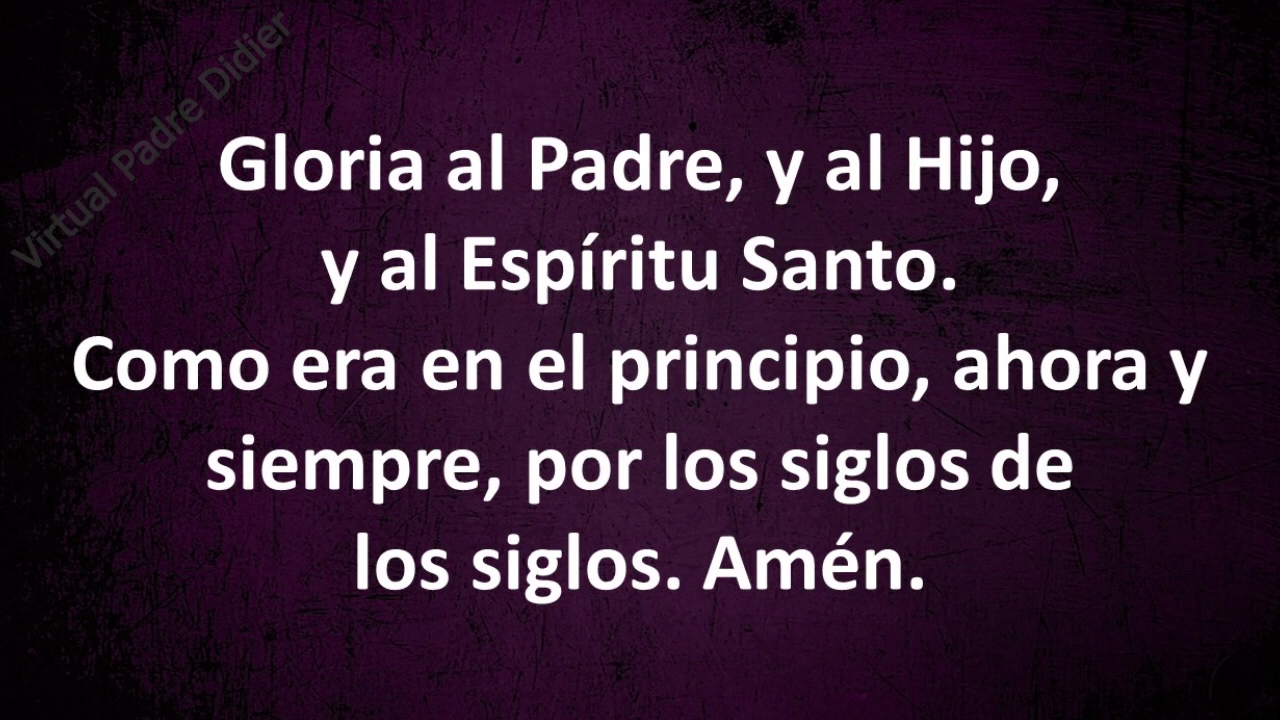 Virtual Padre Didier
Gloria al Padre, y al Hijo,
y al Espíritu Santo.
Como era en el principio, ahora y
siempre, por los siglos de
los siglos. Amén.